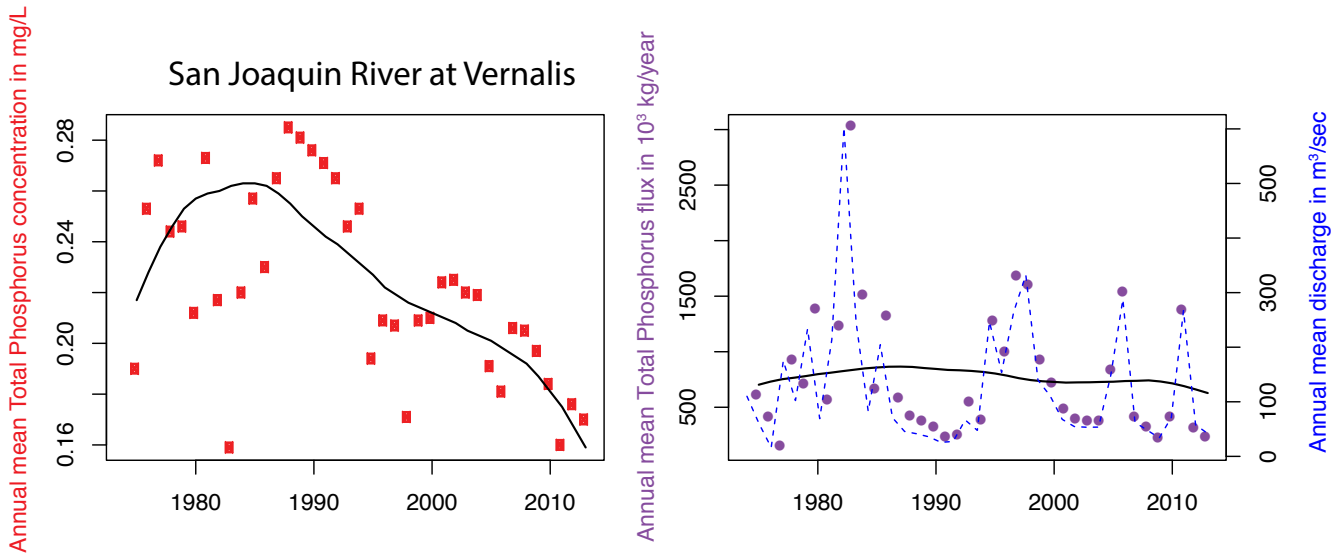 San Joaquin River at Vernalis
Annual mean Total Phosphorus concentration in mg/L
0.28
0.24
0.20
0.16
1980 1990 2000 2010
Annual mean Total Phosphorus flux in 10³ kg/year
2500
1500
500
1980 1990 2000 2010
500
300
100
0
Annual mean discharge in m³/sec